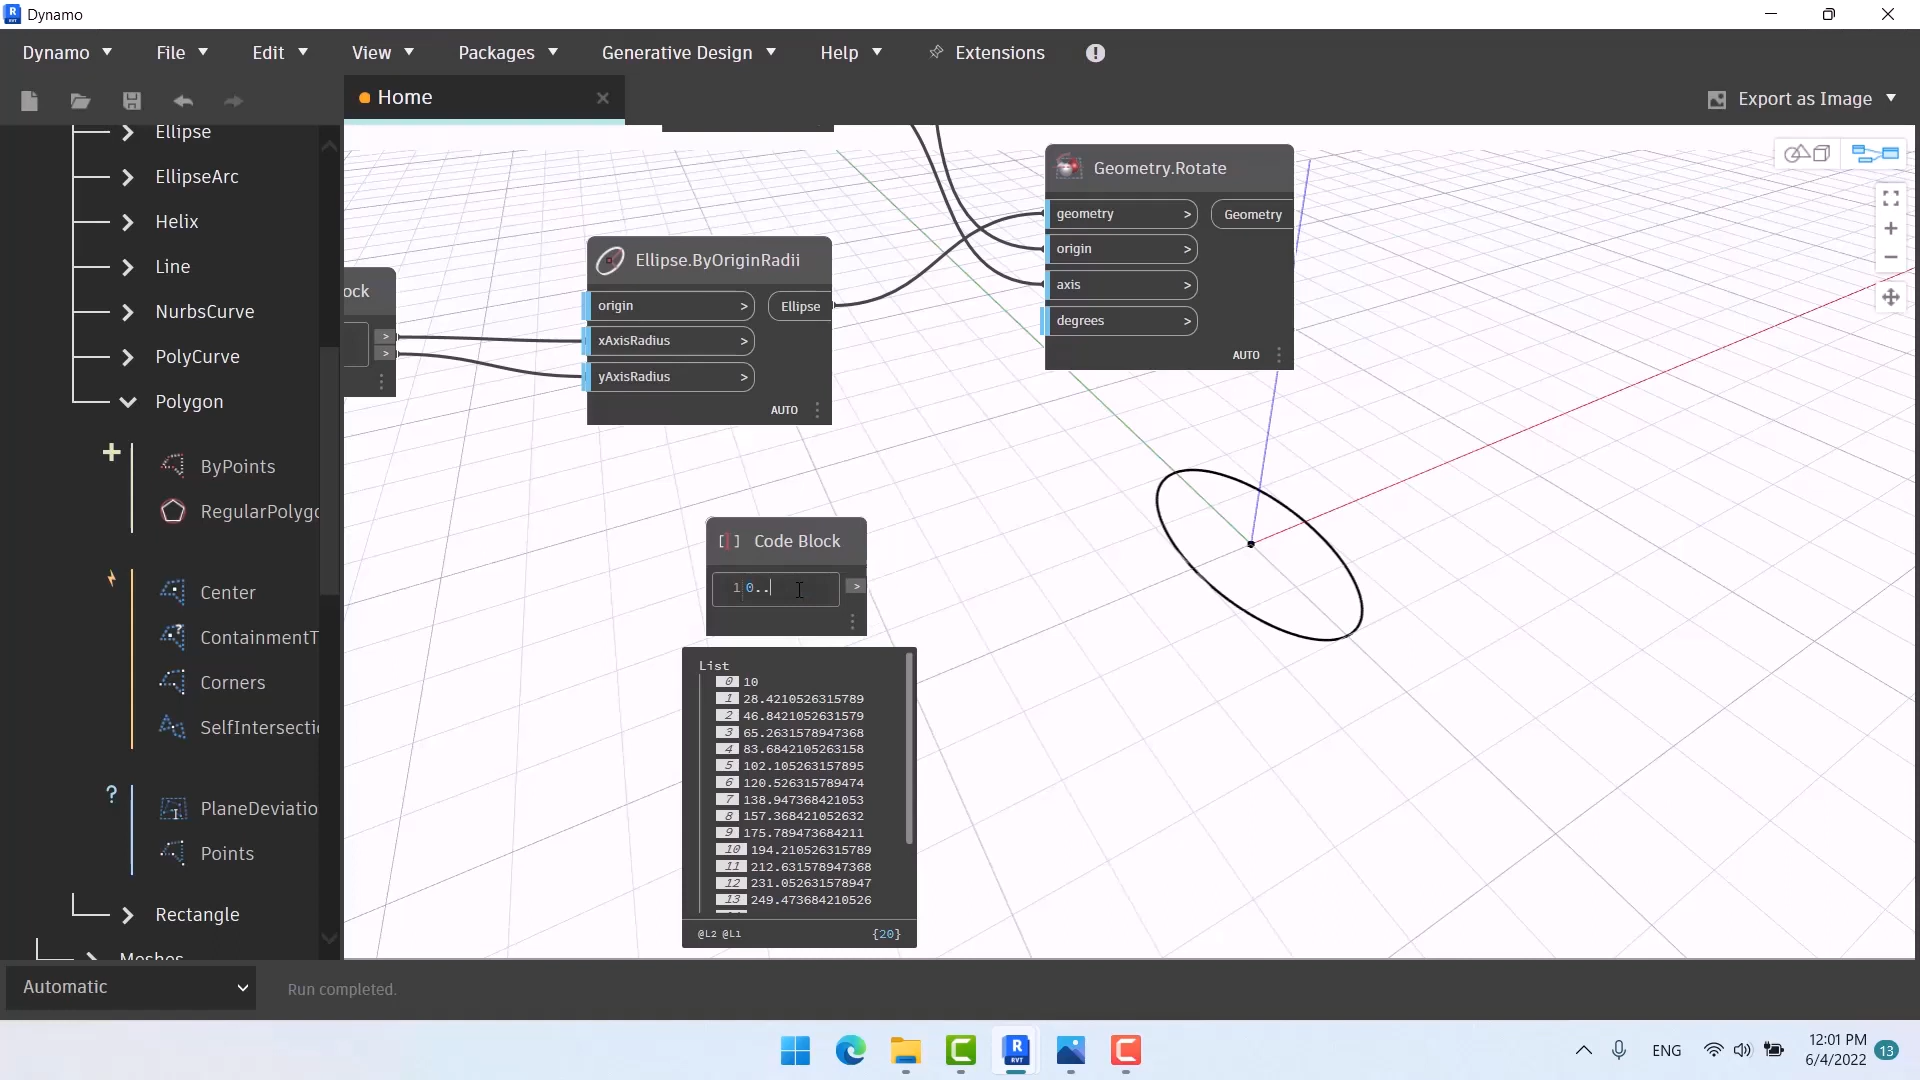 Dynamo
Dynamo File Edit View Packages Generative Design Help Extensions
Home
Export as Image
Ellipse
EllipseArc
Helix
Line
NurbsCurve
PolyCurve
Polygon
ByPoints
RegularPolygo
Center
ContainmentT
Corners
SelfIntersecti
PlaneDeviatio
Points
Rectangle
Meshes
ock
>
>
Ellipse.ByOriginRadii
origin > Ellipse
xAxisRadius >
yAxisRadius >
AUTO
Geometry.Rotate
geometry > Geometry
origin >
axis >
degrees >
AUTO
Code Block
1 0.. >
List
0 10
1 28.4210526315789
2 46.8421052631579
3 65.2631578947368
4 83.6842105263158
5 102.105263157895
6 120.526315789474
7 138.947368421053
8 157.368421052632
9 175.789473684211
10 194.210526315789
11 212.631578947368
12 231.052631578947
13 249.473684210526
@L2 @L1 {20}
Automatic
Run completed.
ENG
12:01 PM
6/4/2022
13